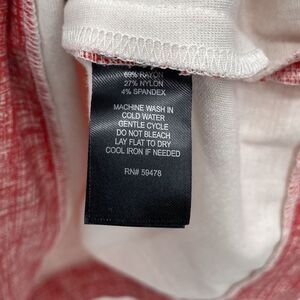 69% RAYON
27% NYLON
4% SPANDEX
MACHINE WASH IN
COLD WATER
GENTLE CYCLE
DO NOT BLEACH
LAY FLAT TO DRY
COOL IRON IF NEEDED
RN# 59478